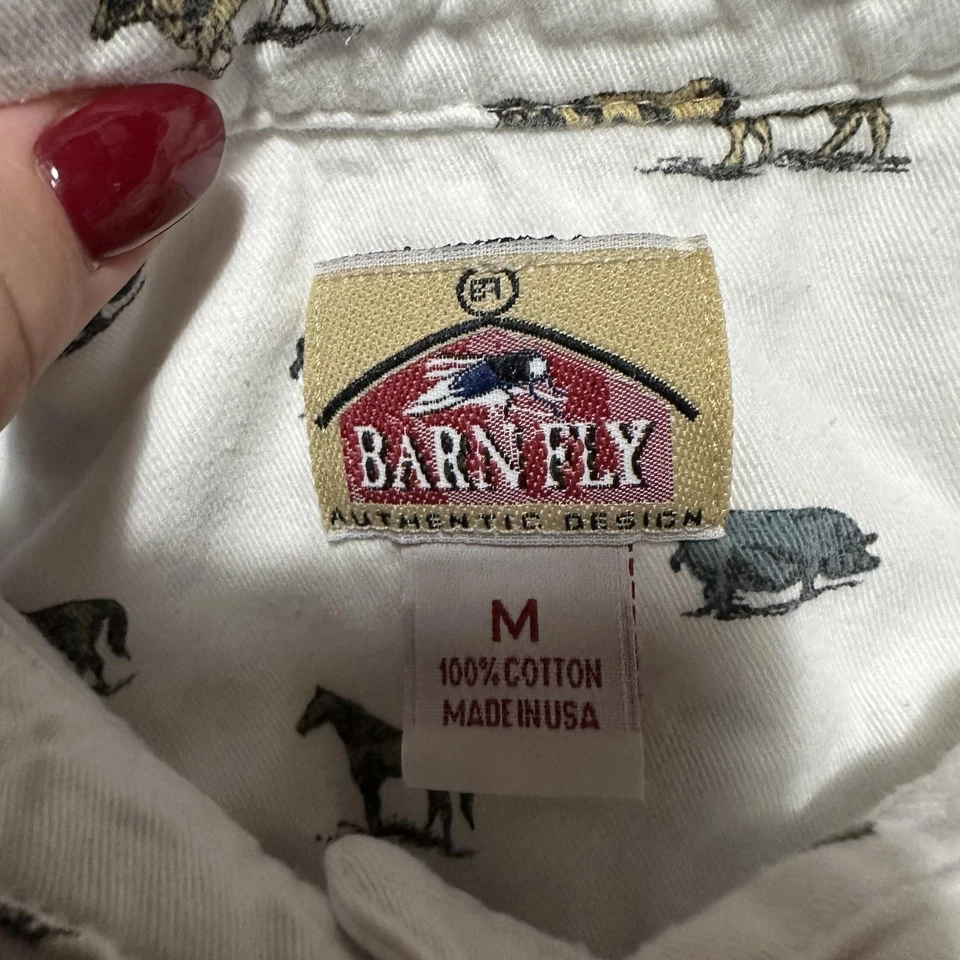 BF
BARN FLY
AUTHENTIC DESIGN
M
100% COTTON
MADE IN USA